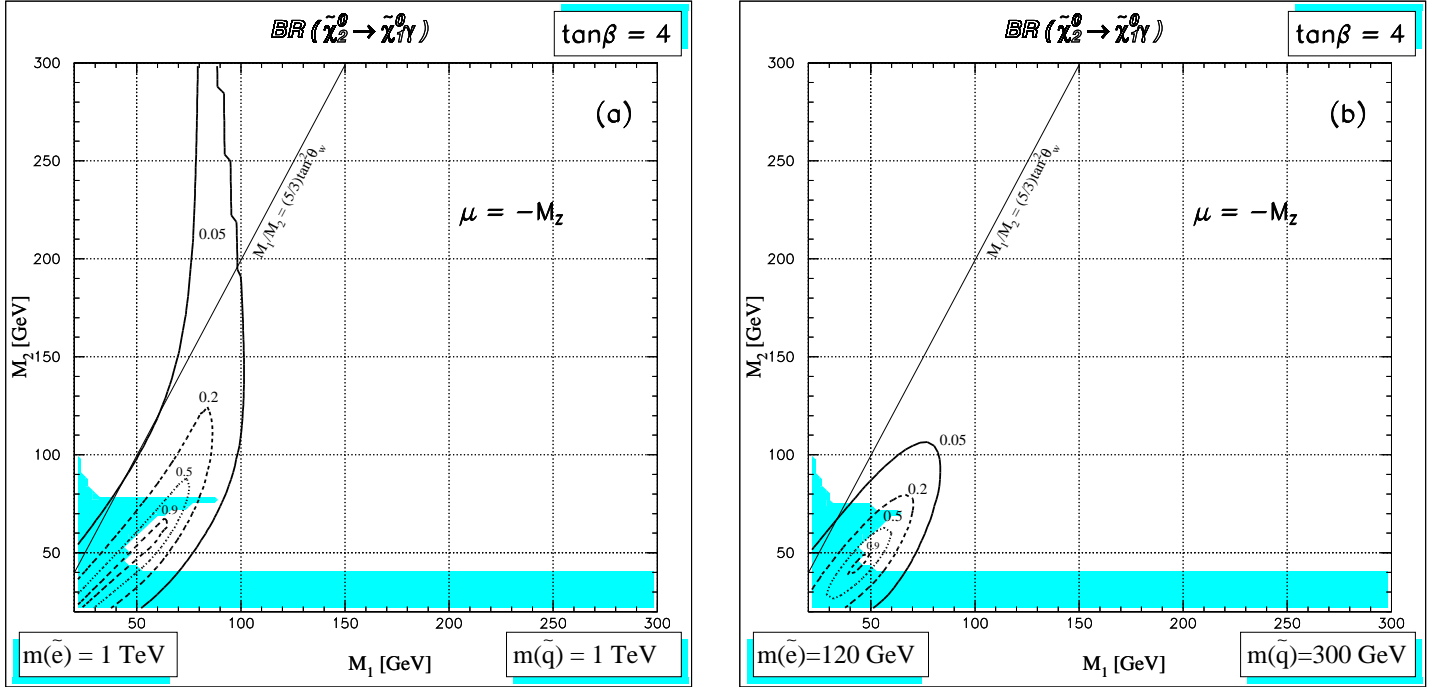 BR ( χ̃⁰₂ → χ̃⁰₁γ )
tanβ = 4
(a)
μ = −M_Z
M₁/M₂ = (5/3)tan²θ_w
0.05
0.2
0.5
0.9
300
250
200
150
100
50
M₂ [GeV]
50 100 150 200 250 300
M₁ [GeV]
m(ẽ) = 1 TeV
m(q̃) = 1 TeV
BR ( χ̃⁰₂ → χ̃⁰₁γ )
tanβ = 4
(b)
μ = −M_Z
M₁/M₂ = (5/3)tan²θ_w
0.05
0.2
0.5
0.9
300
250
200
150
100
50
M₂ [GeV]
50 100 150 200 250 300
M₁ [GeV]
m(ẽ)=120 GeV
m(q̃)=300 GeV